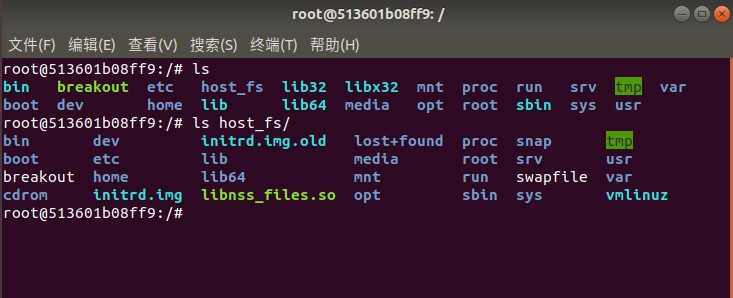 root@513601b08ff9: /
文件(F) 编辑(E) 查看(V) 搜索(S) 终端(T) 帮助(H)
root@513601b08ff9:/# ls
bin breakout etc host_fs lib32 libx32 mnt proc run srv tmp var
boot dev home lib lib64 media opt root sbin sys usr
root@513601b08ff9:/# ls host_fs/
bin dev initrd.img.old lost+found proc snap tmp
boot etc lib media root srv usr
breakout home lib64 mnt run swapfile var
cdrom initrd.img libnss_files.so opt sbin sys vmlinuz
root@513601b08ff9:/#